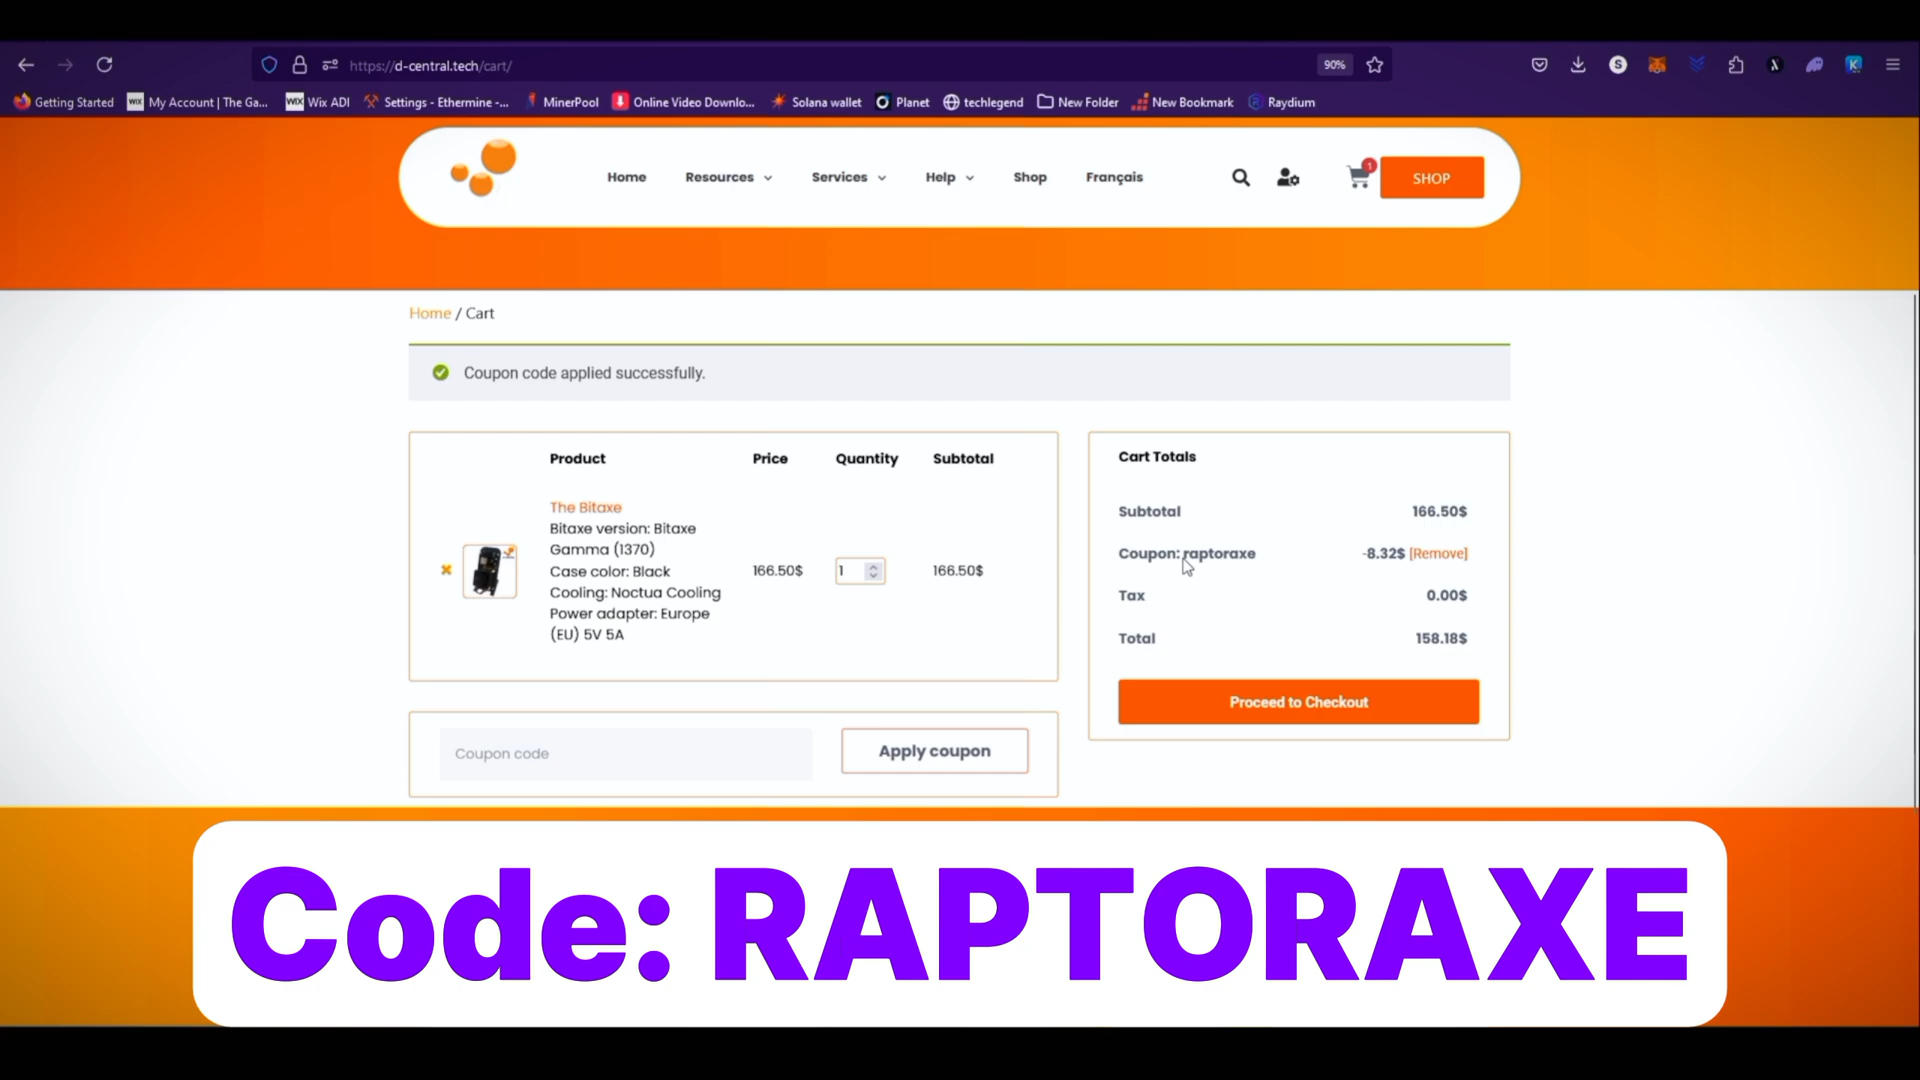 https://d-central.tech/cart/
90%
Getting Started
WIX My Account | The Ga...
WIX Wix ADI
Settings - Ethermine -...
MinerPool
Online Video Downlo...
Solana wallet
Planet
techlegend
New Folder
New Bookmark
Raydium
Home
Resources
Services
Help
Shop
Français
1
SHOP
Home / Cart
Coupon code applied successfully.
Product Price Quantity Subtotal
The Bitaxe
Bitaxe version: Bitaxe
Gamma (1370)
Case color: Black
Cooling: Noctua Cooling
Power adapter: Europe
(EU) 5V 5A
166.50$ 1 166.50$
Coupon code
Apply coupon
Cart Totals
Subtotal 166.50$
Coupon: raptoraxe -8.32$ [Remove]
Tax 0.00$
Total 158.18$
Proceed to Checkout
Code: RAPTORAXE